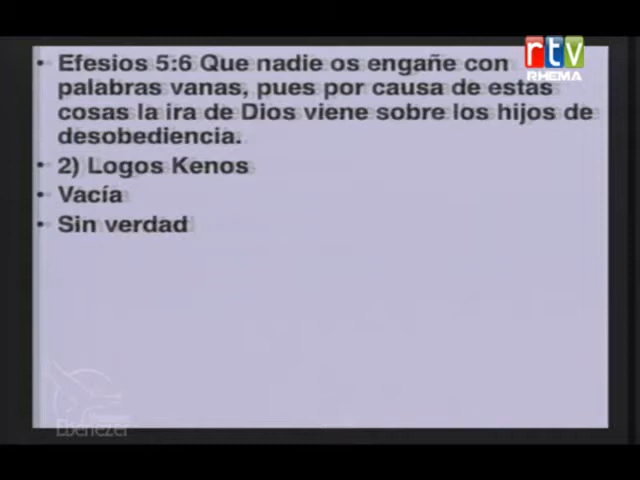 rtv
RHEMA
• Efesios 5:6 Que nadie os engañe con
palabras vanas, pues por causa de estas
cosas la ira de Dios viene sobre los hijos de
desobediencia.
• 2) Logos Kenos
• Vacía
• Sin verdad
Ebenezer